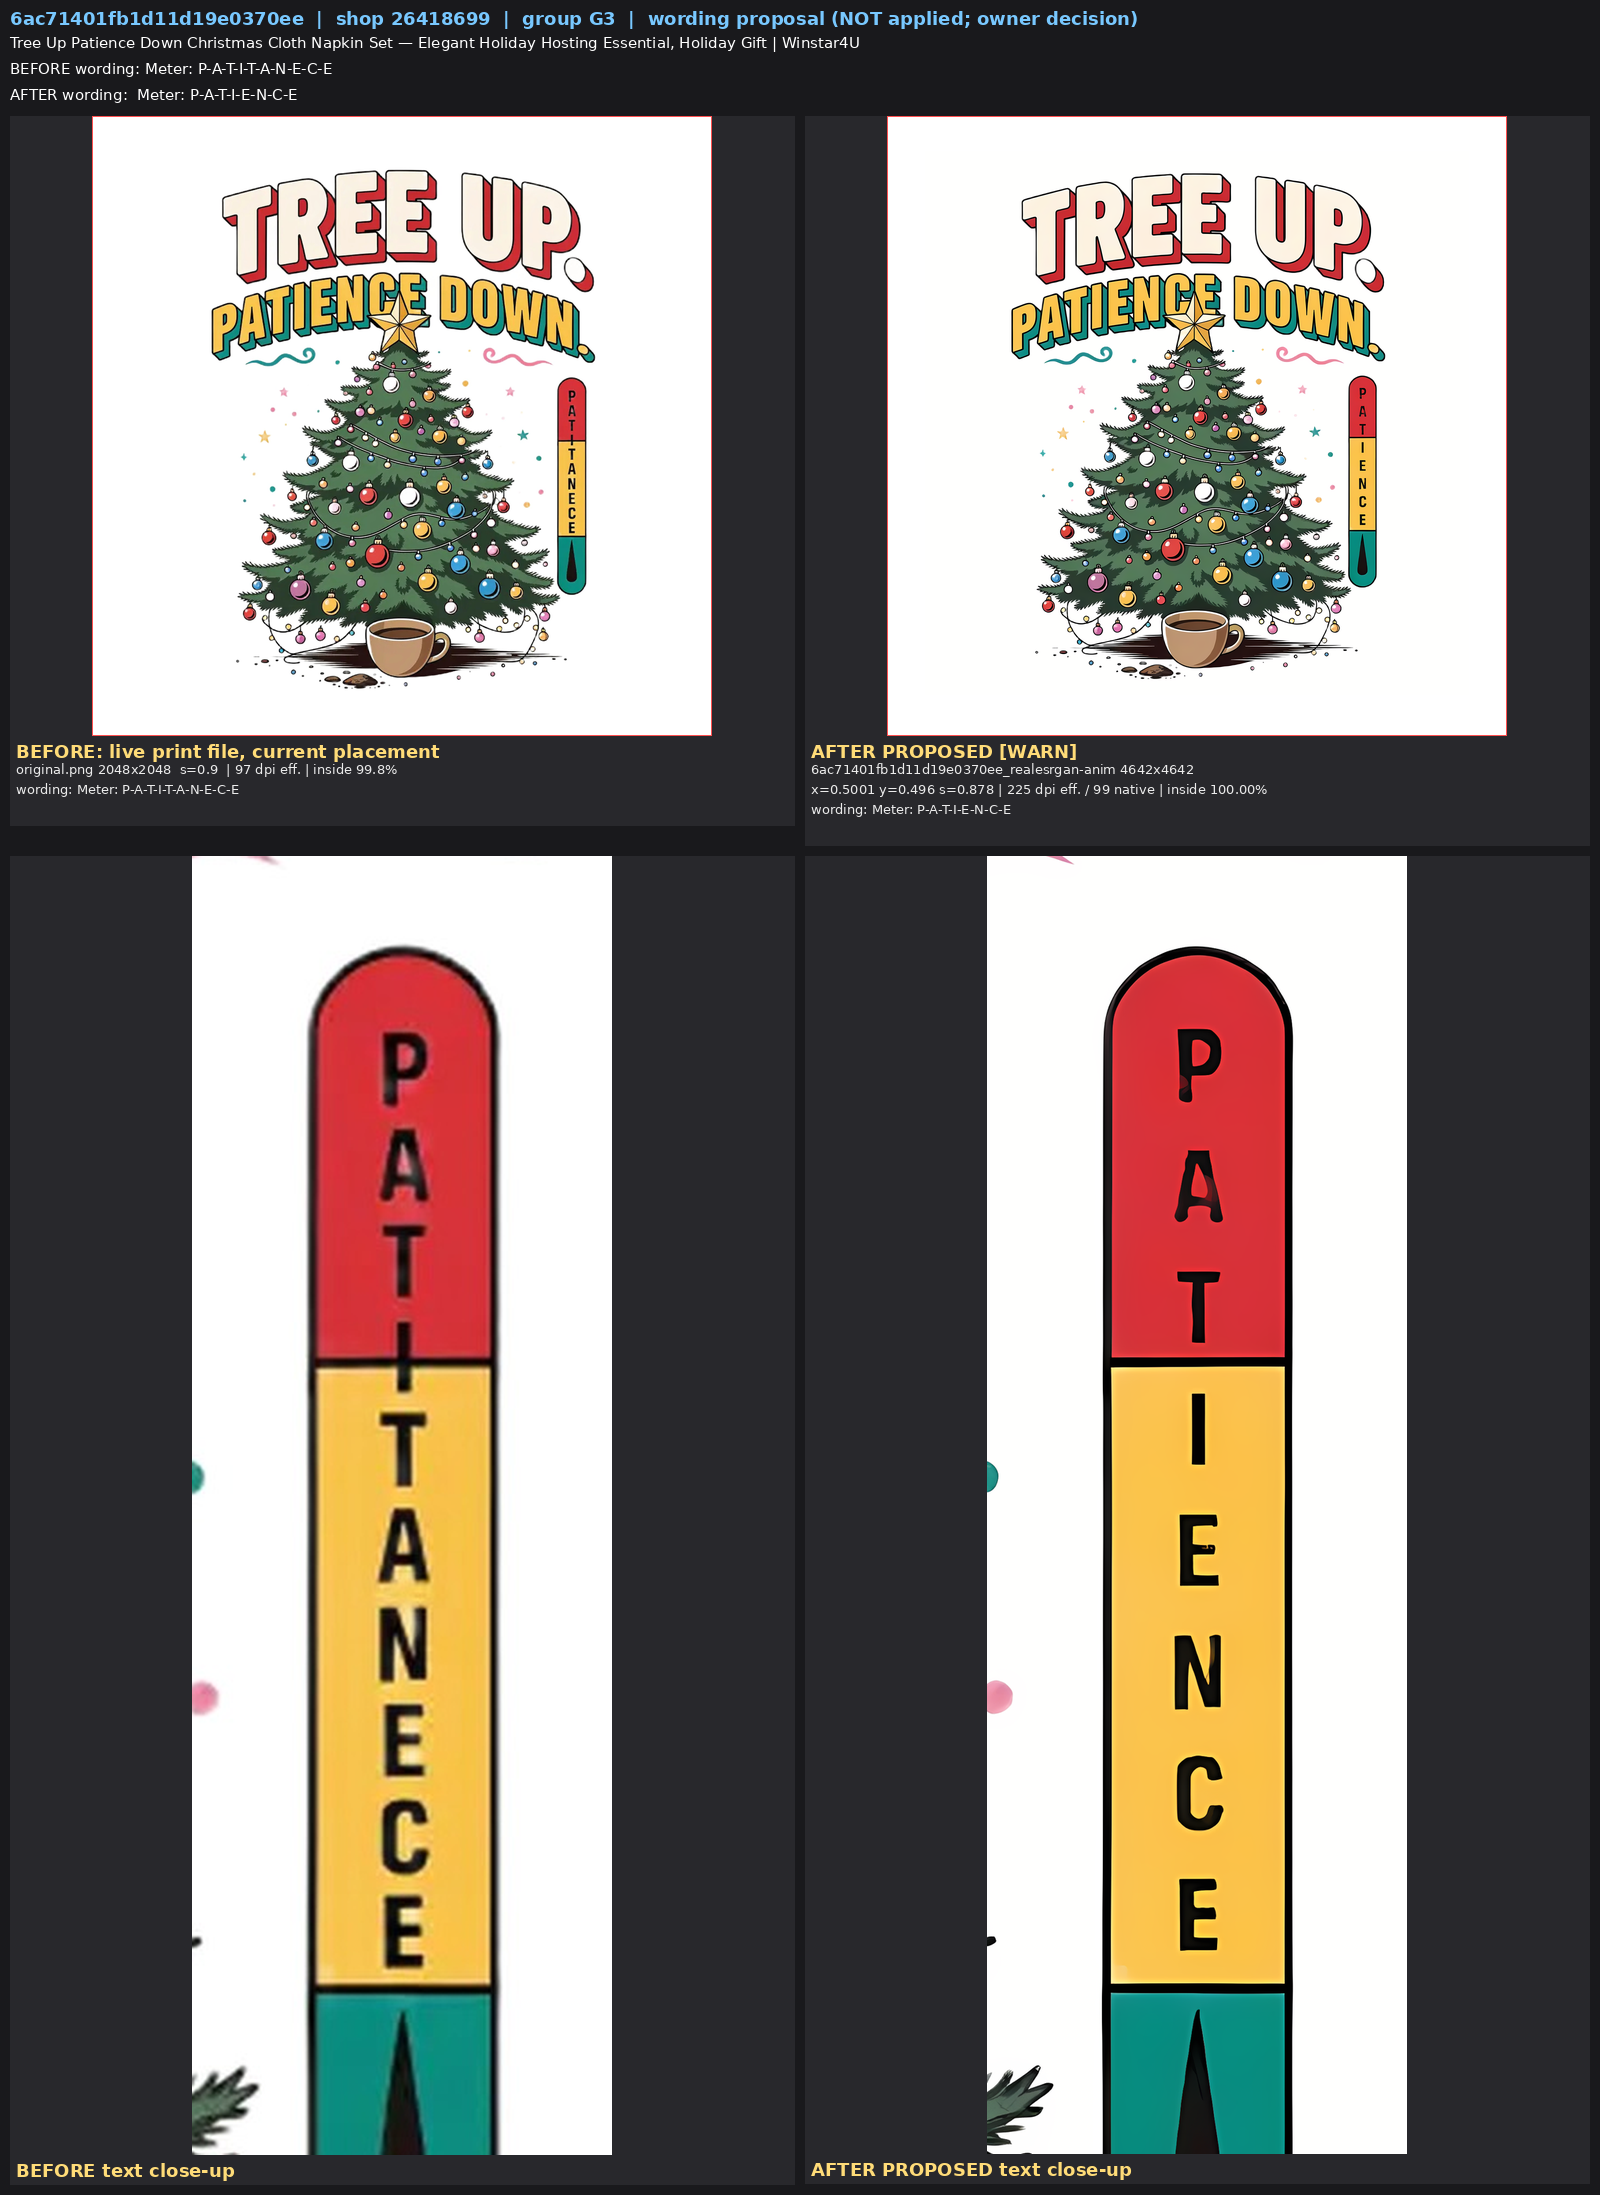 6ac71401fb1d11d19e0370ee | shop 26418699 | group G3 | wording proposal (NOT applied; owner decision)
Tree Up Patience Down Christmas Cloth Napkin Set — Elegant Holiday Hosting Essential, Holiday Gift | Winstar4U
BEFORE wording: Meter: P-A-T-I-T-A-N-E-C-E
AFTER wording: Meter: P-A-T-I-E-N-C-E
TREE UP.
PATIENCE DOWN.
PATITANECE
BEFORE: live print file, current placement
original.png 2048x2048 s=0.9 | 97 dpi eff. | inside 99.8%
wording: Meter: P-A-T-I-T-A-N-E-C-E
TREE UP.
PATIENCE DOWN.
PATIENCE
AFTER PROPOSED [WARN]
6ac71401fb1d11d19e0370ee_realesrgan-anim 4642x4642
x=0.5001 y=0.496 s=0.878 | 225 dpi eff. / 99 native | inside 100.00%
wording: Meter: P-A-T-I-E-N-C-E
PATITANECE
BEFORE text close-up
PATIENCE
AFTER PROPOSED text close-up